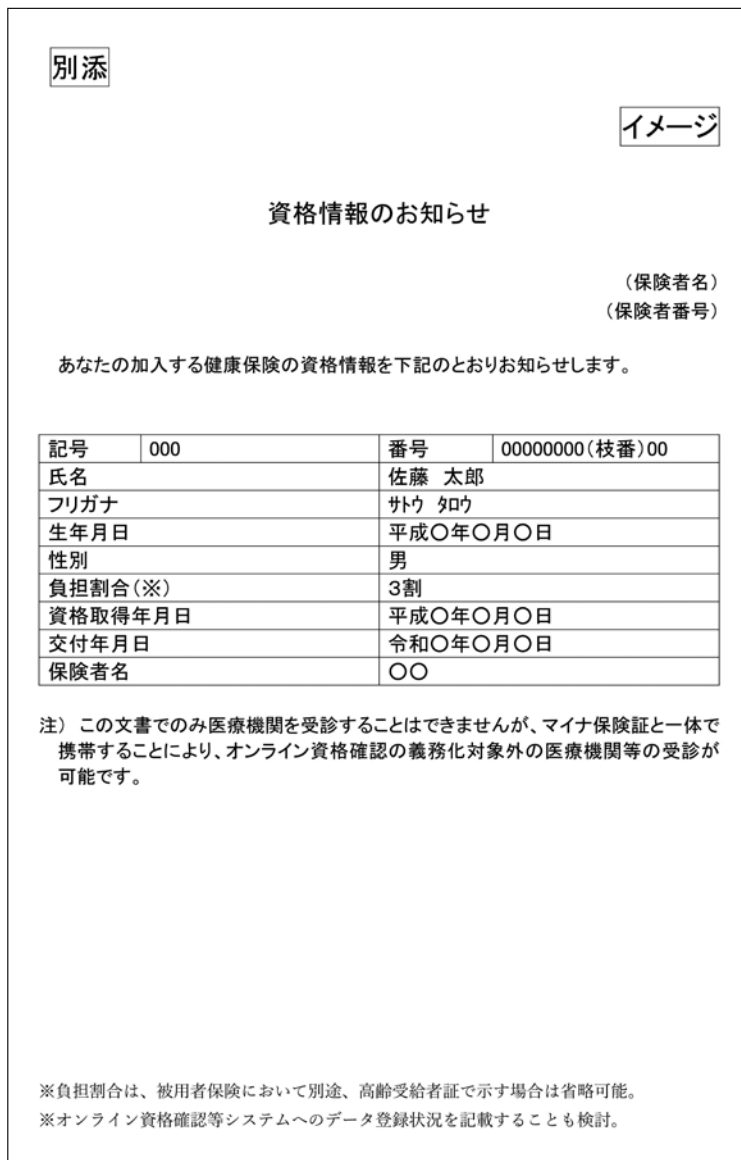 別添
イメージ
資格情報のお知らせ
(保険者名)
(保険者番号)
あなたの加入する健康保険の資格情報を下記のとおりお知らせします。
記号 000 番号 00000000(枝番)00
氏名 佐藤 太郎
フリガナ ｻﾄｳ ﾀﾛｳ
生年月日 平成〇年〇月〇日
性別 男
負担割合(※) 3割
資格取得年月日 平成〇年〇月〇日
交付年月日 令和〇年〇月〇日
保険者名 〇〇
注) この文書でのみ医療機関を受診することはできませんが、マイナ保険証と一体で
携帯することにより、オンライン資格確認の義務化対象外の医療機関等の受診が
可能です。
※負担割合は、被用者保険において別途、高齢受給者証で示す場合は省略可能。
※オンライン資格確認等システムへのデータ登録状況を記載することも検討。